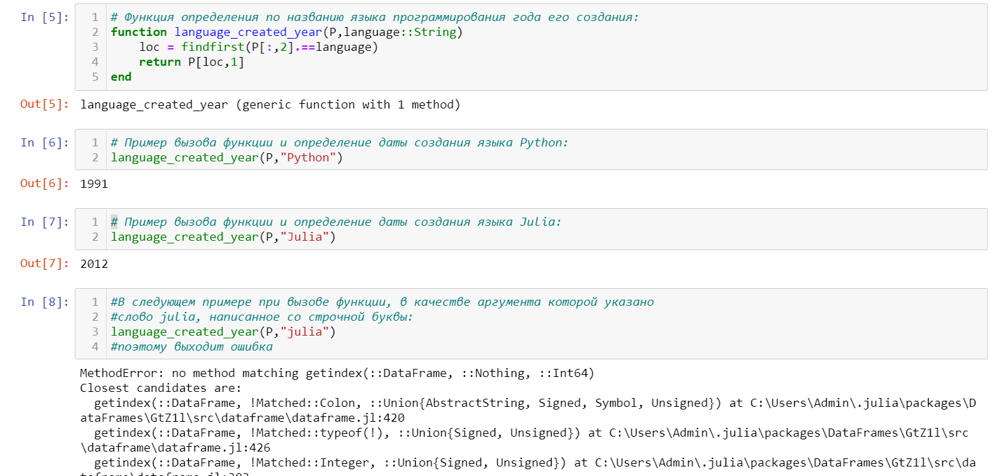 In [5]:
1 # Функция определения по названию языка программирования года его создания:
2 function language_created_year(P,language::String)
3     loc = findfirst(P[:,2].==language)
4     return P[loc,1]
5 end
Out[5]: language_created_year (generic function with 1 method)
In [6]:
1 # Пример вызова функции и определение даты создания языка Python:
2 language_created_year(P,"Python")
Out[6]: 1991
In [7]:
1 # Пример вызова функции и определение даты создания языка Julia:
2 language_created_year(P,"Julia")
Out[7]: 2012
In [8]:
1 #В следующем примере при вызове функции, в качестве аргумента которой указано
2 #слово julia, написанное со строчной буквы:
3 language_created_year(P,"julia")
4 #поэтому выходит ошибка
MethodError: no method matching getindex(::DataFrame, ::Nothing, ::Int64)
Closest candidates are:
  getindex(::DataFrame, !Matched::Colon, ::Union{AbstractString, Signed, Symbol, Unsigned}) at C:\Users\Admin\.julia\packages\D
ataFrames\GtZ1l\src\dataframe\dataframe.jl:420
  getindex(::DataFrame, !Matched::typeof(!), ::Union{Signed, Unsigned}) at C:\Users\Admin\.julia\packages\DataFrames\GtZ1l\src
\dataframe\dataframe.jl:426
  getindex(::DataFrame, !Matched::Integer, ::Union{Signed, Unsigned}) at C:\Users\Admin\.julia\packages\DataFrames\GtZ1l\src\da